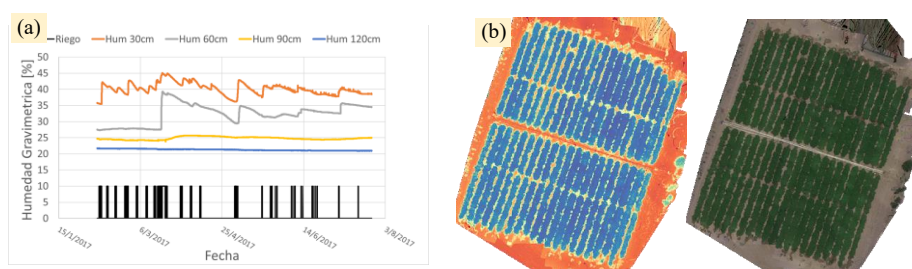 (a)
Riego Hum 30cm Hum 60cm Hum 90cm Hum 120cm
Humedad Gravimetrica [%]
50
45
40
35
30
25
20
15
10
5
0
15/1/2017 6/3/2017 25/4/2017 14/6/2017 3/8/2017
Fecha
(b)